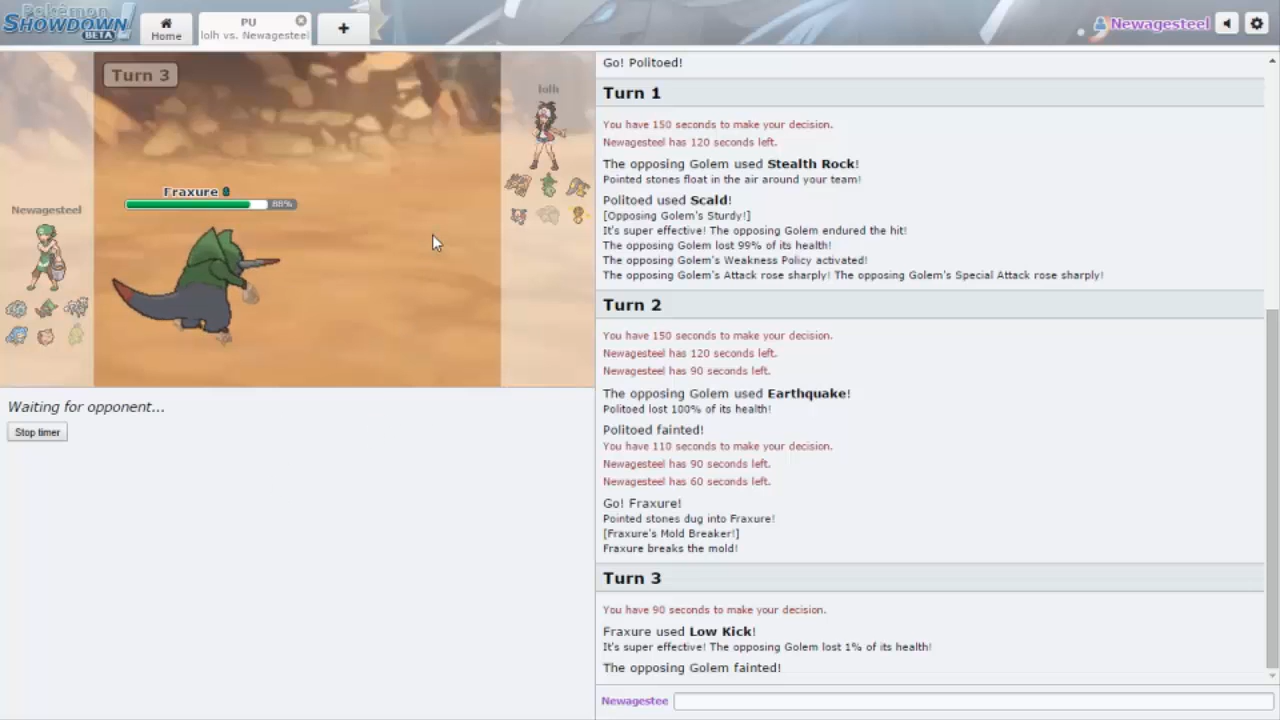 Pokémon
SHOWDOWN!
BETA
Home
PU
lolh vs. Newagesteel
+
Newagesteel
Turn 3
lolh
Fraxure
88%
Newagesteel
Waiting for opponent...
Stop timer
Go! Politoed!
Turn 1
You have 150 seconds to make your decision.
Newagesteel has 120 seconds left.
The opposing Golem used Stealth Rock!
Pointed stones float in the air around your team!
Politoed used Scald!
[Opposing Golem's Sturdy!]
It's super effective! The opposing Golem endured the hit!
The opposing Golem lost 99% of its health!
The opposing Golem's Weakness Policy activated!
The opposing Golem's Attack rose sharply! The opposing Golem's Special Attack rose sharply!
Turn 2
You have 150 seconds to make your decision.
Newagesteel has 120 seconds left.
Newagesteel has 90 seconds left.
The opposing Golem used Earthquake!
Politoed lost 100% of its health!
Politoed fainted!
You have 110 seconds to make your decision.
Newagesteel has 90 seconds left.
Newagesteel has 60 seconds left.
Go! Fraxure!
Pointed stones dug into Fraxure!
[Fraxure's Mold Breaker!]
Fraxure breaks the mold!
Turn 3
You have 90 seconds to make your decision.
Fraxure used Low Kick!
It's super effective! The opposing Golem lost 1% of its health!
The opposing Golem fainted!
Newagestee